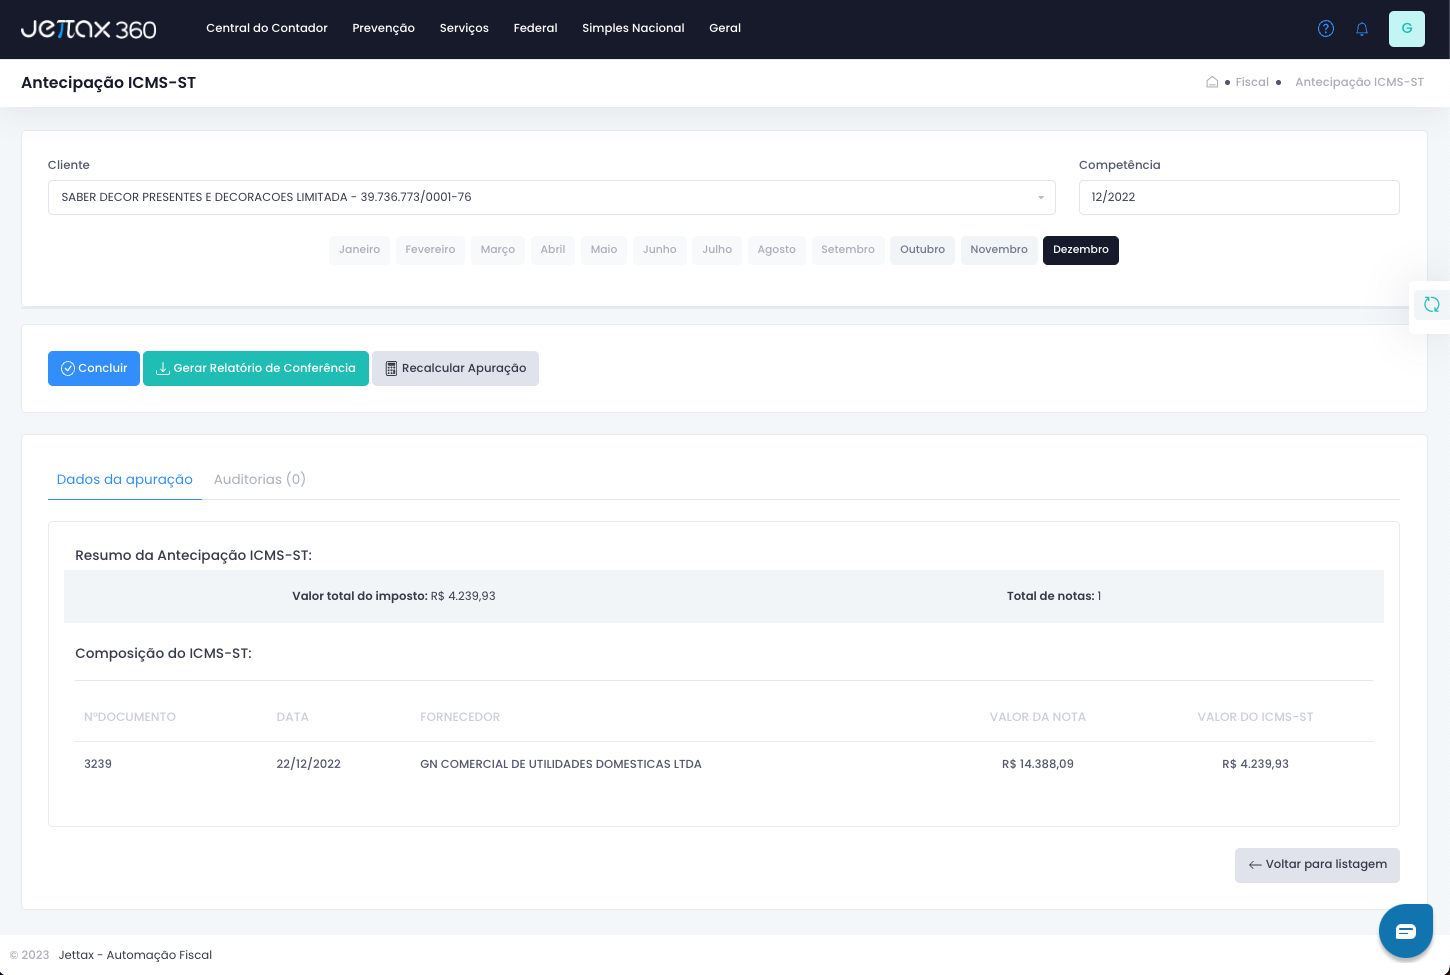 JETTAX 360
Central do Contador Prevenção Serviços Federal Simples Nacional Geral
G
Antecipação ICMS-ST
Fiscal Antecipação ICMS-ST
Cliente Competência
SABER DECOR PRESENTES E DECORACOES LIMITADA - 39.736.773/0001-76 12/2022
Janeiro Fevereiro Março Abril Maio Junho Julho Agosto Setembro Outubro Novembro Dezembro
Concluir Gerar Relatório de Conferência Recalcular Apuração
Dados da apuração Auditorias (0)
Resumo da Antecipação ICMS-ST:
Valor total do imposto: R$ 4.239,93 Total de notas: 1
Composição do ICMS-ST:
NºDOCUMENTO DATA FORNECEDOR VALOR DA NOTA VALOR DO ICMS-ST
3239 22/12/2022 GN COMERCIAL DE UTILIDADES DOMESTICAS LTDA R$ 14.388,09 R$ 4.239,93
Voltar para listagem
© 2023 Jettax - Automação Fiscal